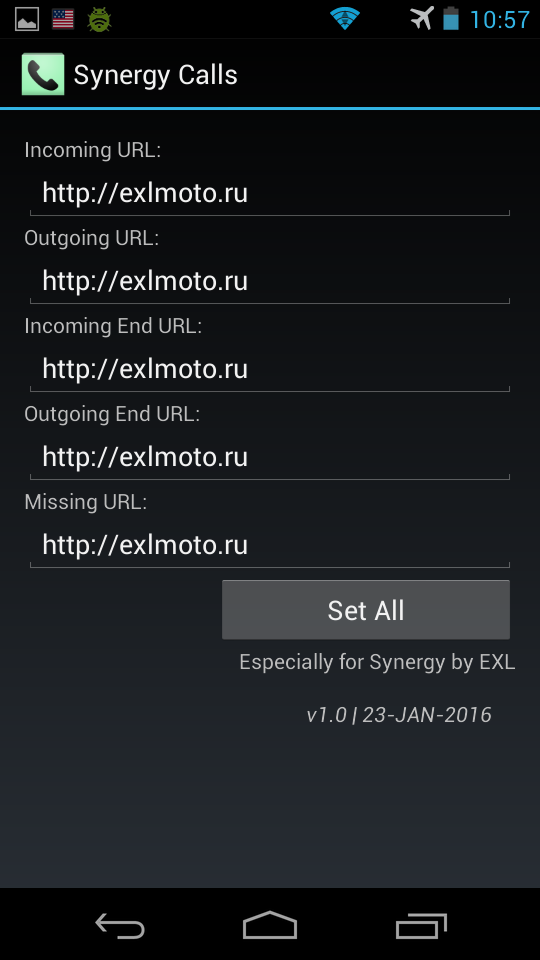 10:57
Synergy Calls
Incoming URL:
http://exlmoto.ru
Outgoing URL:
http://exlmoto.ru
Incoming End URL:
http://exlmoto.ru
Outgoing End URL:
http://exlmoto.ru
Missing URL:
http://exlmoto.ru
Set All
Especially for Synergy by EXL
v1.0 | 23-JAN-2016